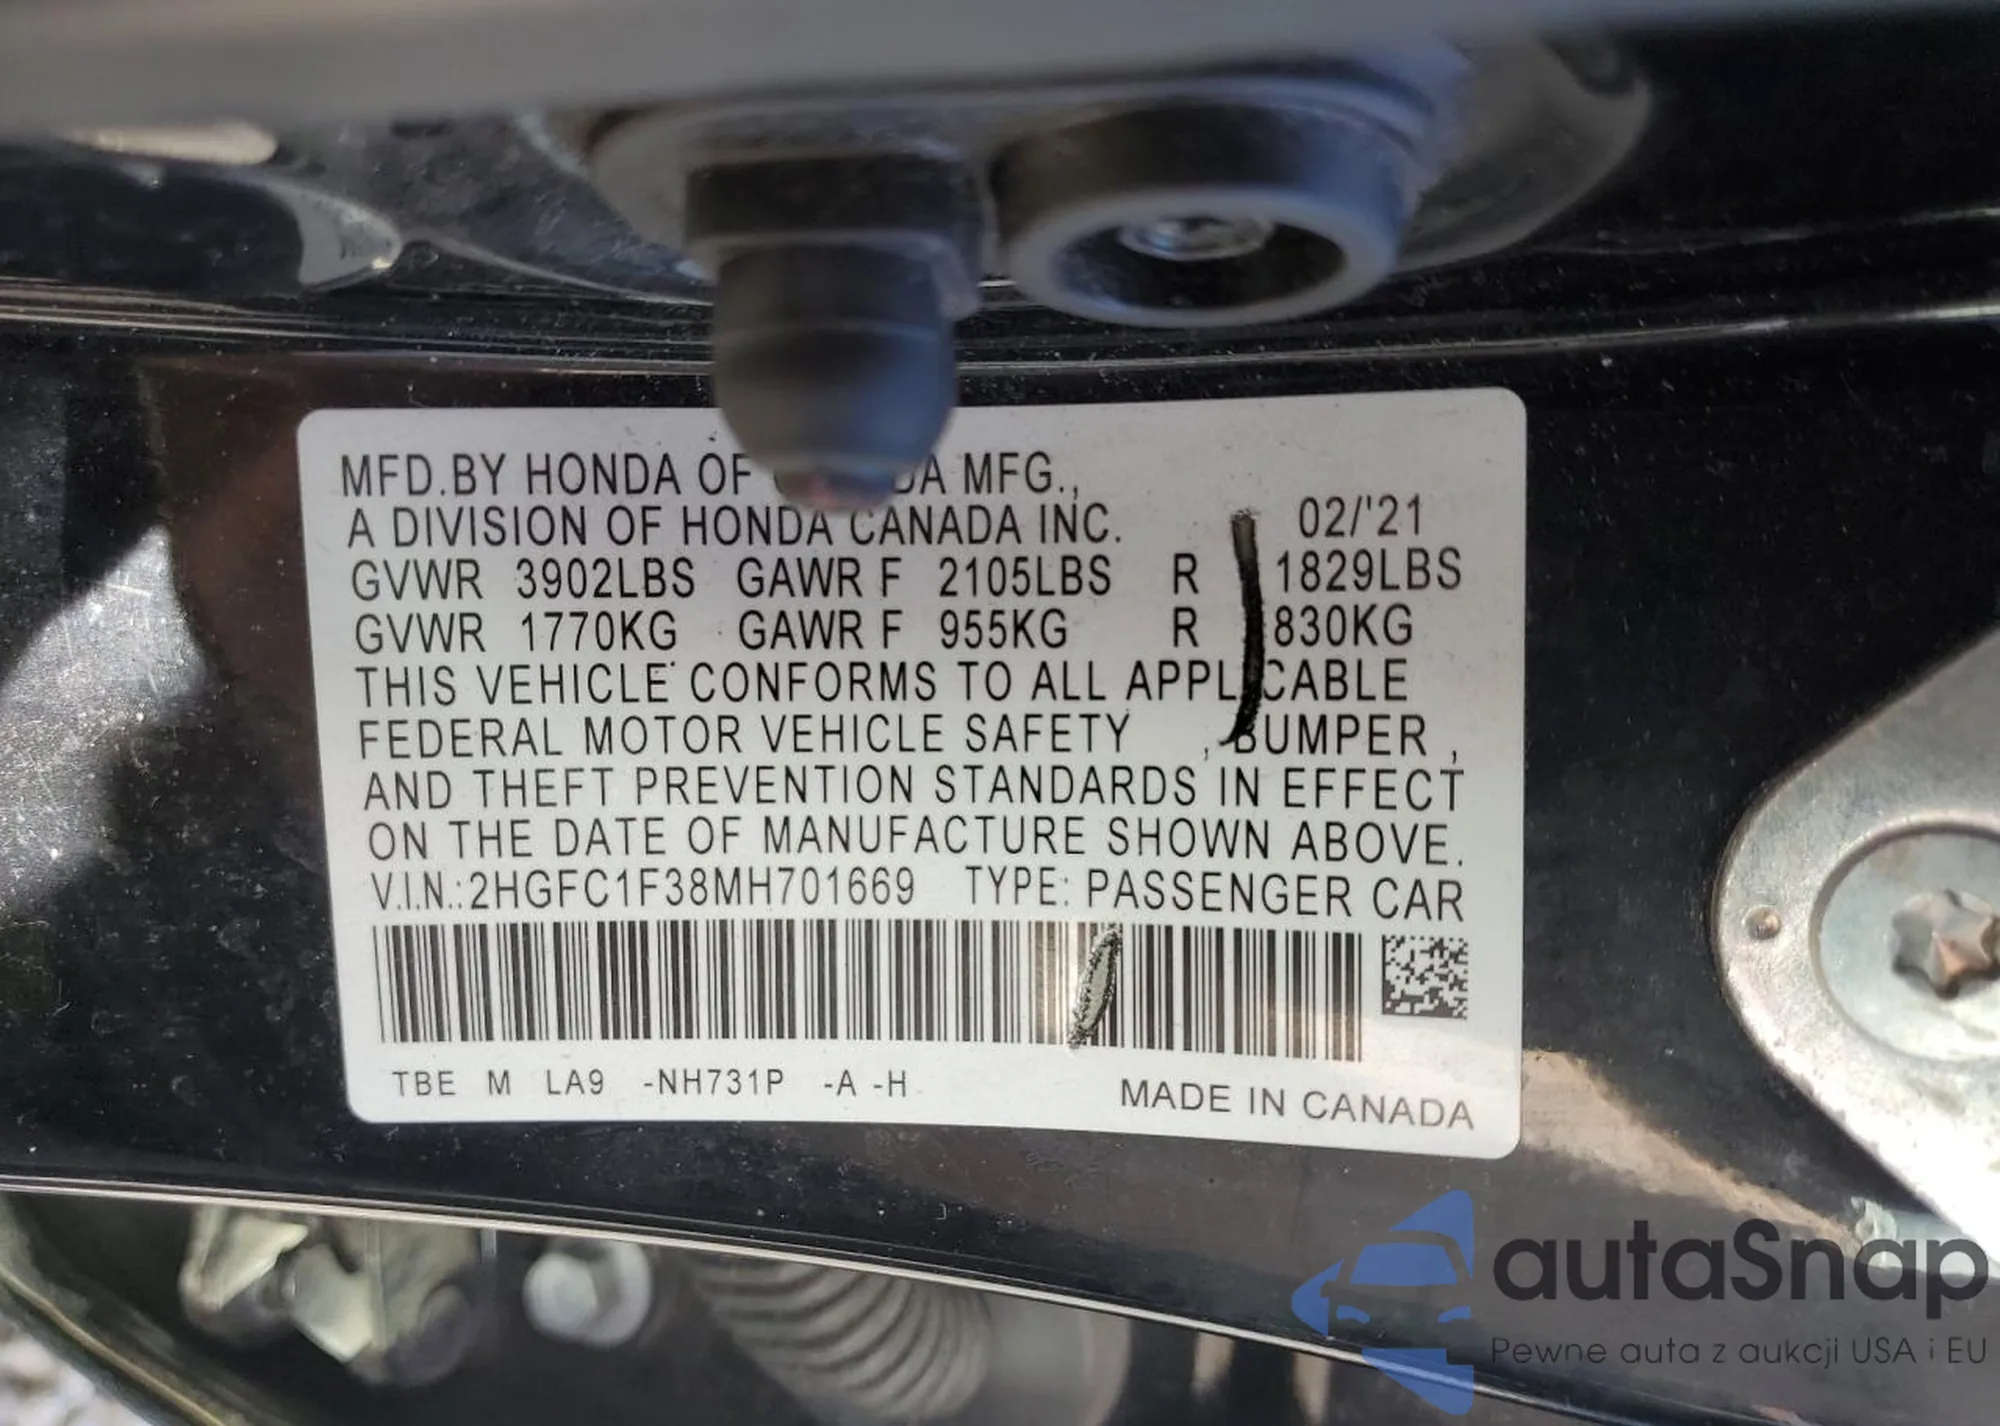 MFD.BY HONDA OF MFG.,
A DIVISION OF HONDA CANADA INC. 02/'21
GVWR 3902LBS GAWR F 2105LBS R 1829LBS
GVWR 1770KG GAWR F 955KG R 830KG
THIS VEHICLE CONFORMS TO ALL APPLICABLE
FEDERAL MOTOR VEHICLE SAFETY , BUMPER ,
AND THEFT PREVENTION STANDARDS IN EFFECT
ON THE DATE OF MANUFACTURE SHOWN ABOVE.
V.I.N.:2HGFC1F38MH701669 TYPE: PASSENGER CAR
TBE M LA9 -NH731P -A -H
MADE IN CANADA
autaSnap
Pewne auta z aukcji USA i EU